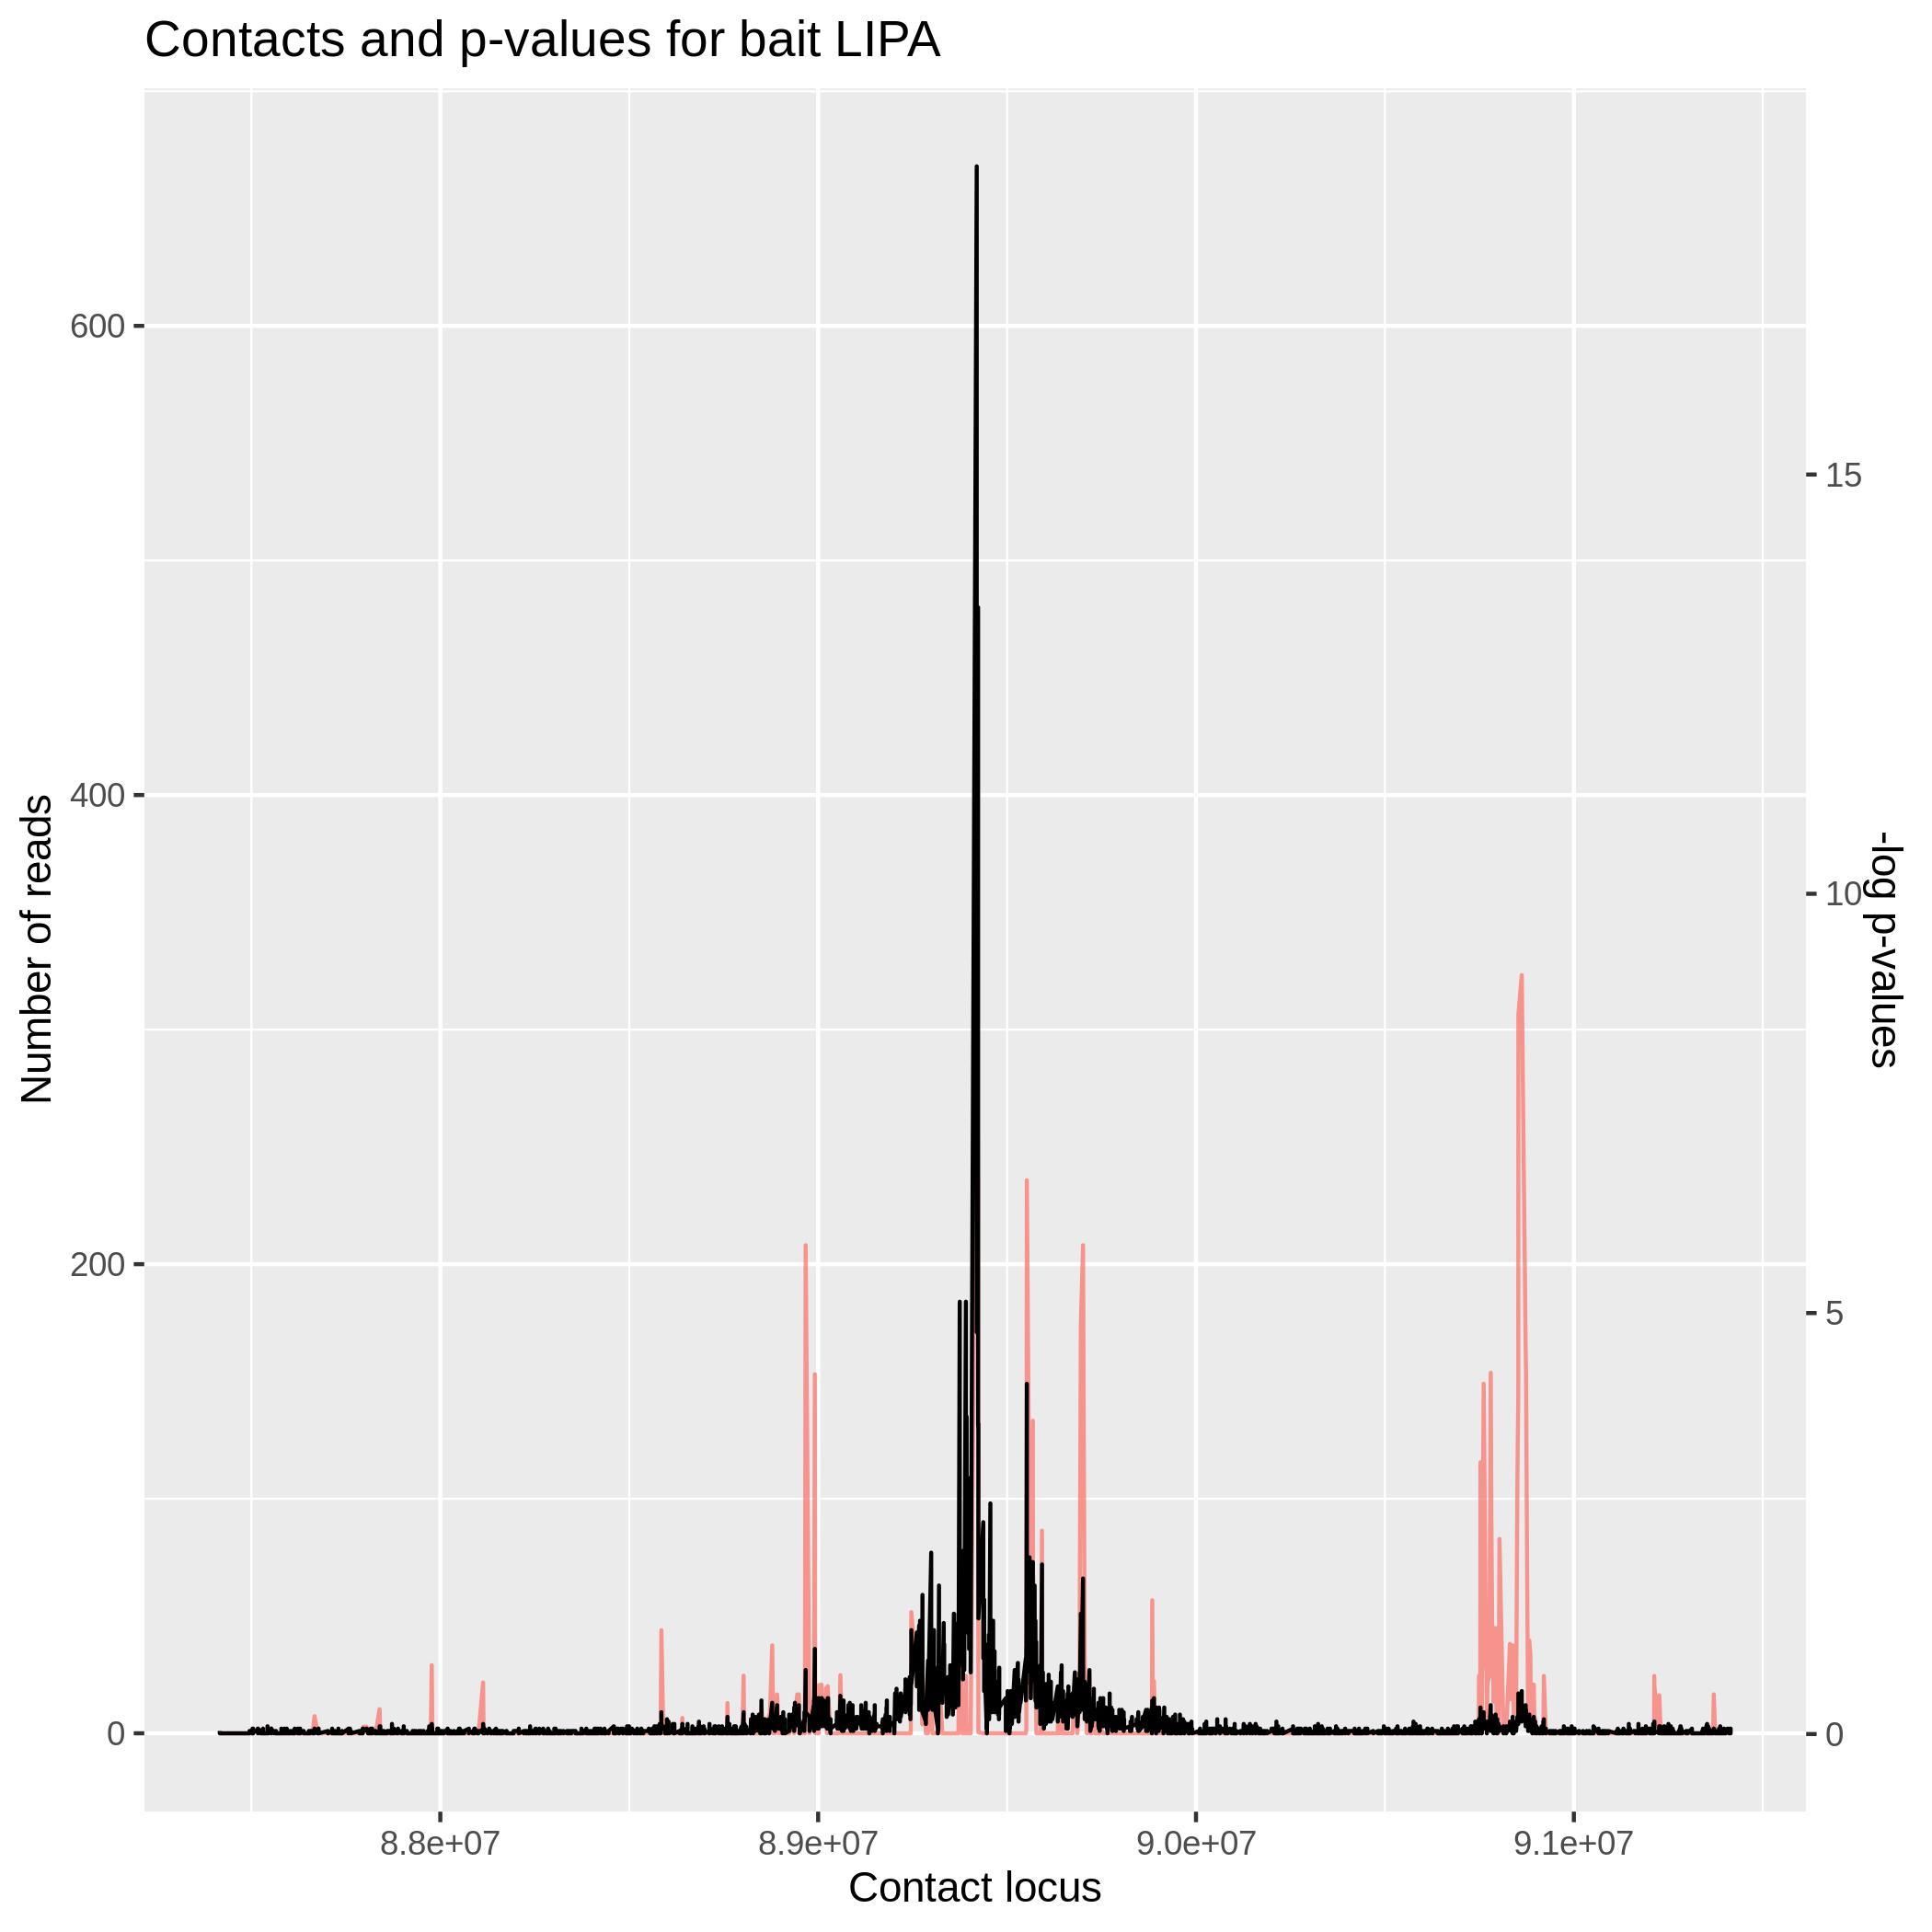 Contacts and p-values for bait LIPA
Number of reads
600
400
200
0
15
10
5
0
-log p-values
8.8e+07
8.9e+07
9.0e+07
9.1e+07
Contact locus